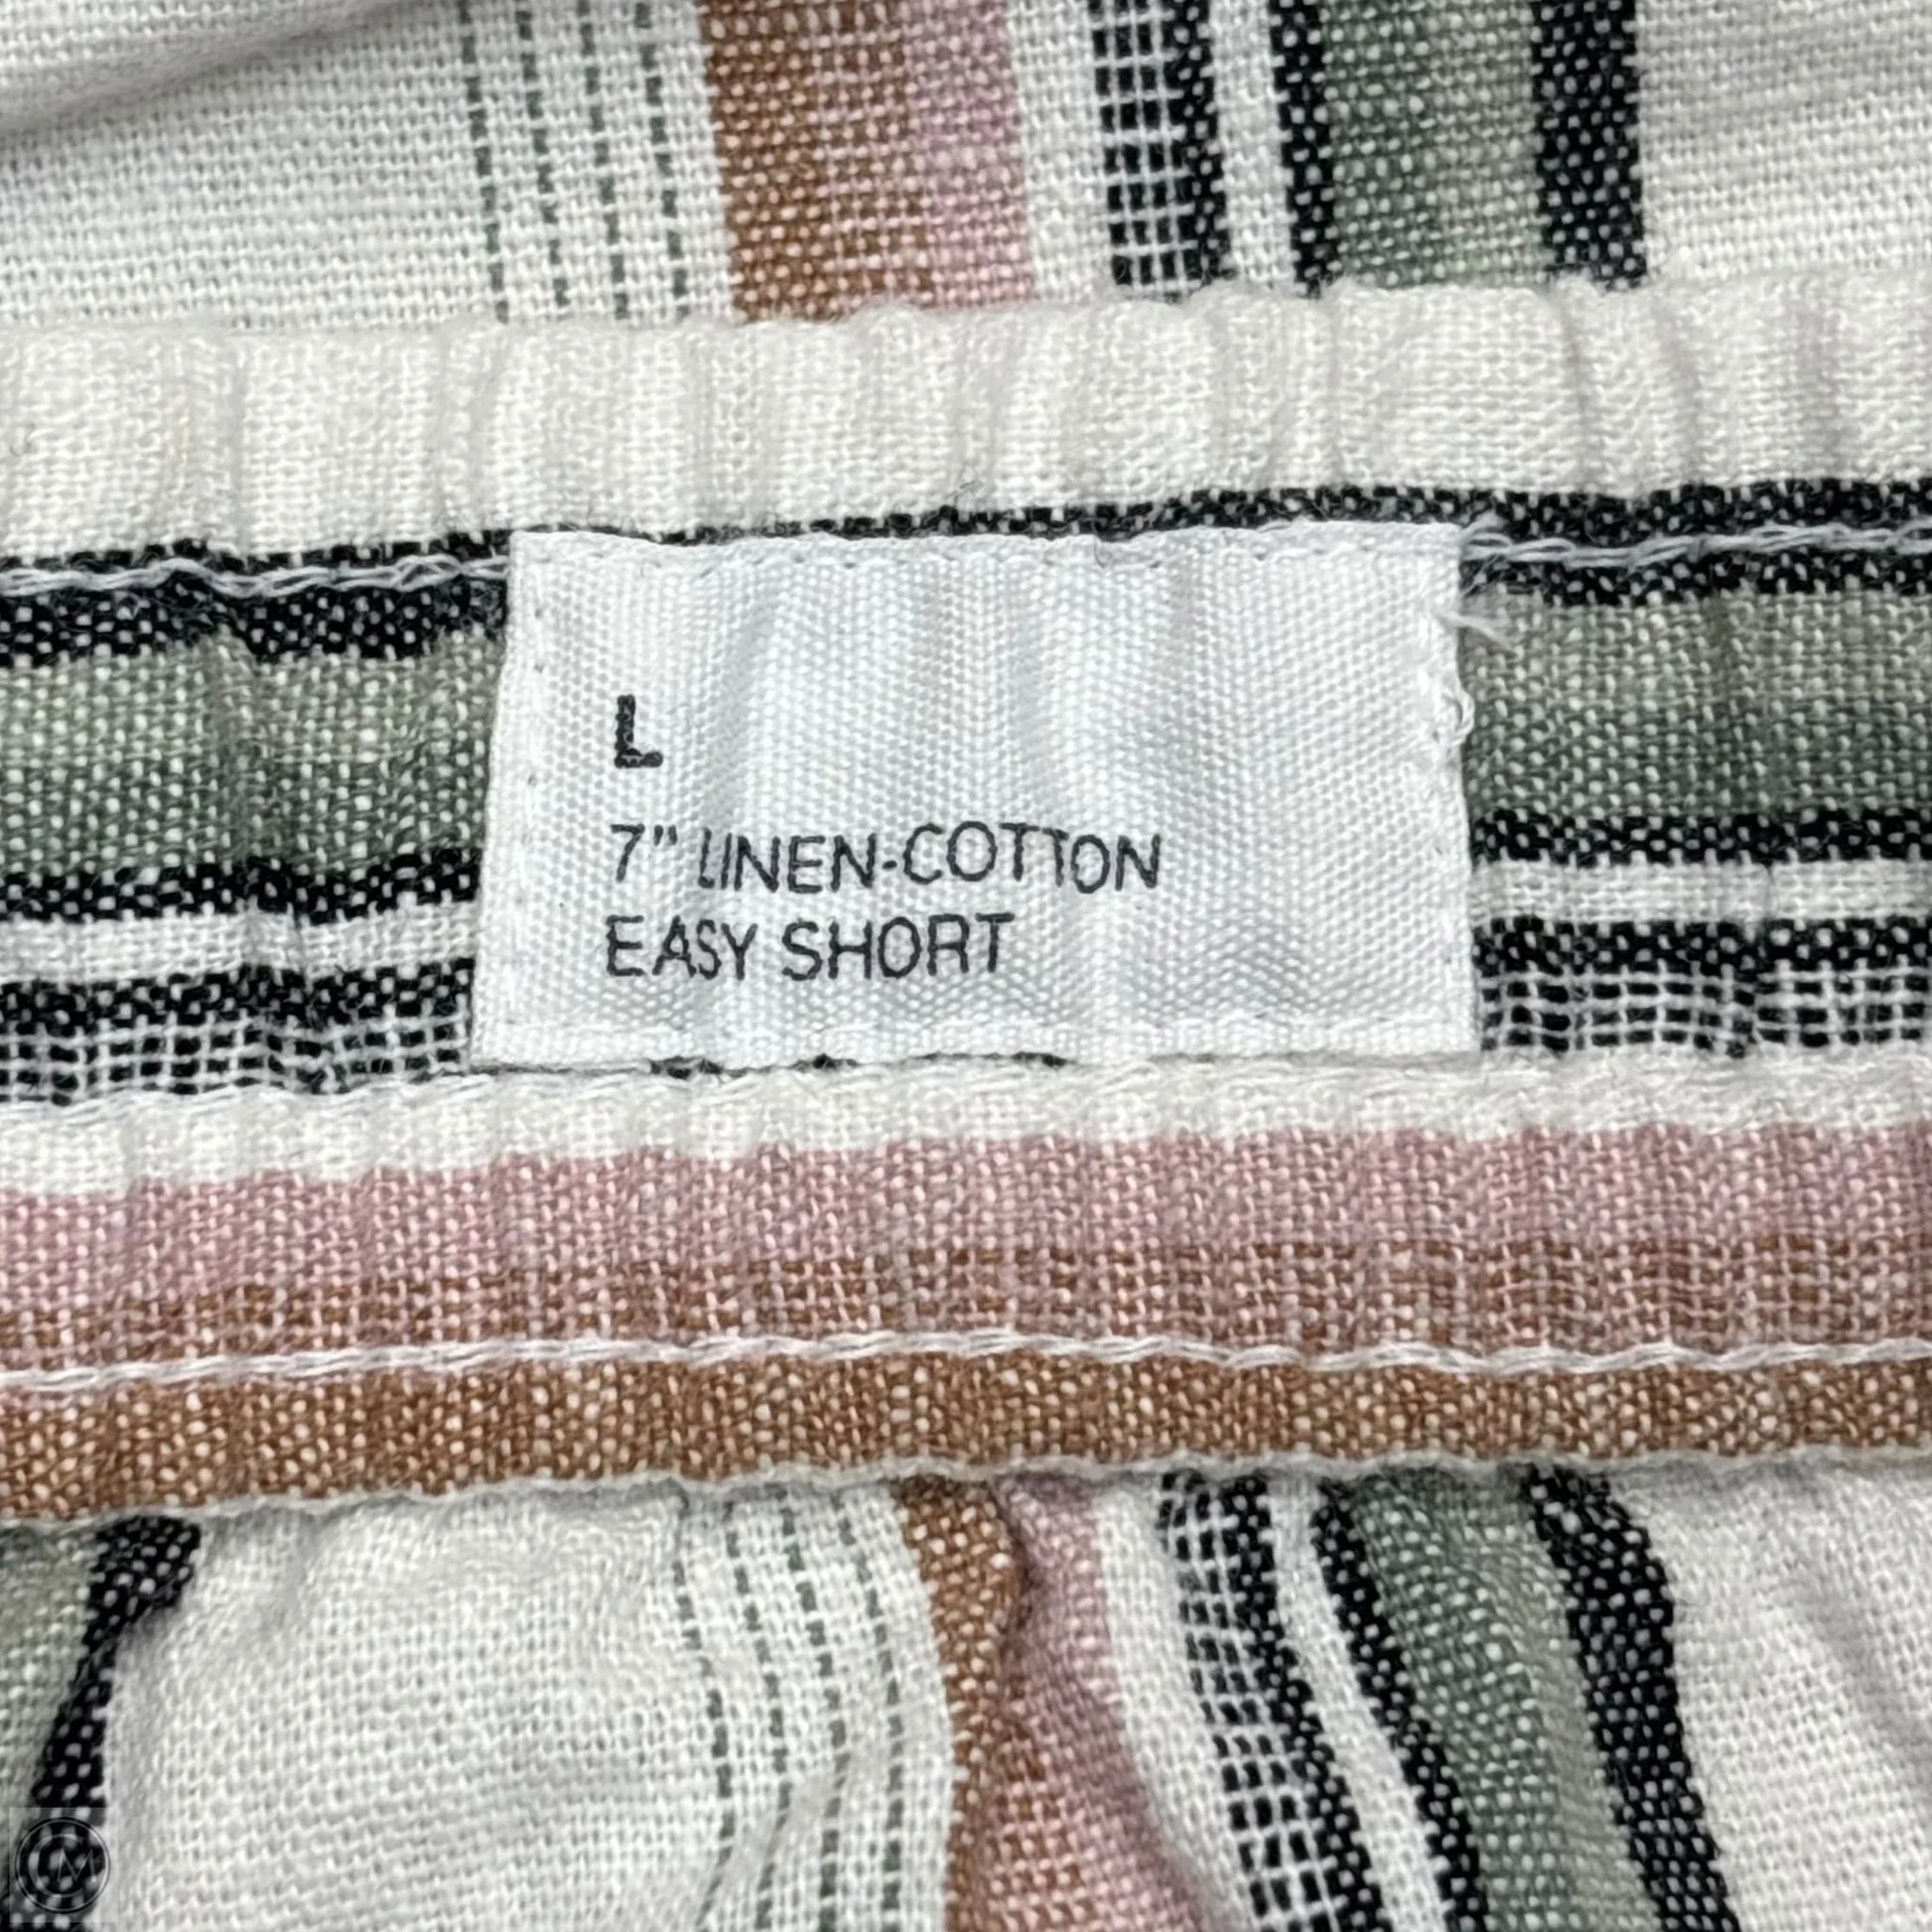 L
7" LINEN-COTTON
EASY SHORT